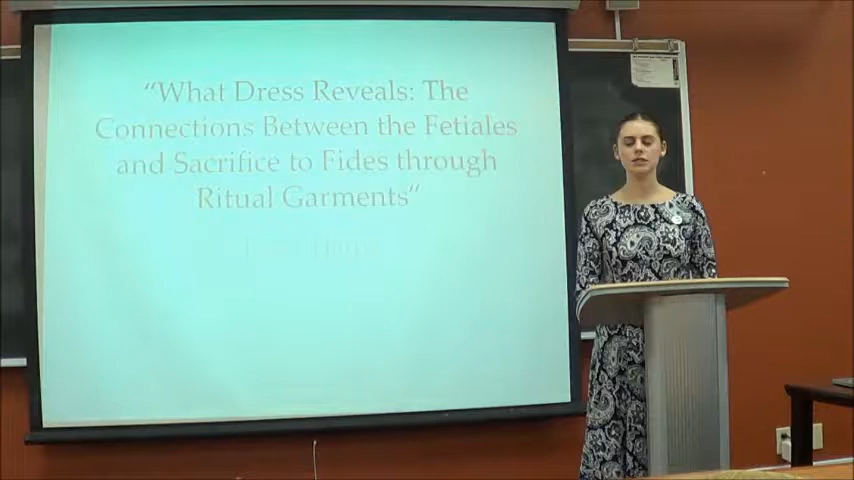 “What Dress Reveals: The
Connections Between the Fetiales
and Sacrifice to Fides through
Ritual Garments”